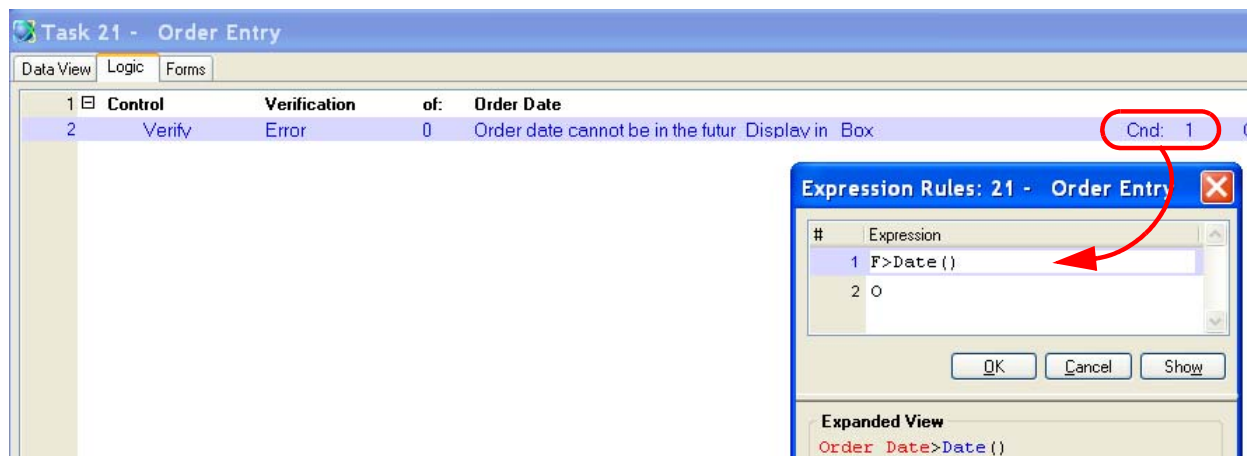 Task 21 - Order Entry
Data View Logic Forms
1 Control Verification of: Order Date
2 Verify Error 0 Order date cannot be in the futur Display in Box Cnd: 1
Expression Rules: 21 - Order Entry
# Expression
1 F>Date()
2 O
OK Cancel Show
Expanded View
Order Date>Date()